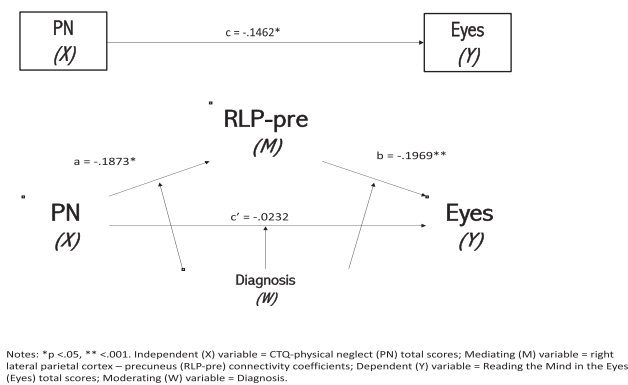 PN
(X)
c = -.1462*
Eyes
(Y)
RLP-pre
(M)
a = -.1873*
b = -.1969**
PN
(X)
c’ = -.0232
Eyes
(Y)
Diagnosis
(W)
Notes: *p <.05, ** <.001. Independent (X) variable = CTQ-physical neglect (PN) total scores; Mediating (M) variable = right
lateral parietal cortex – precuneus (RLP-pre) connectivity coefficients; Dependent (Y) variable = Reading the Mind in the Eyes
(Eyes) total scores; Moderating (W) variable = Diagnosis.